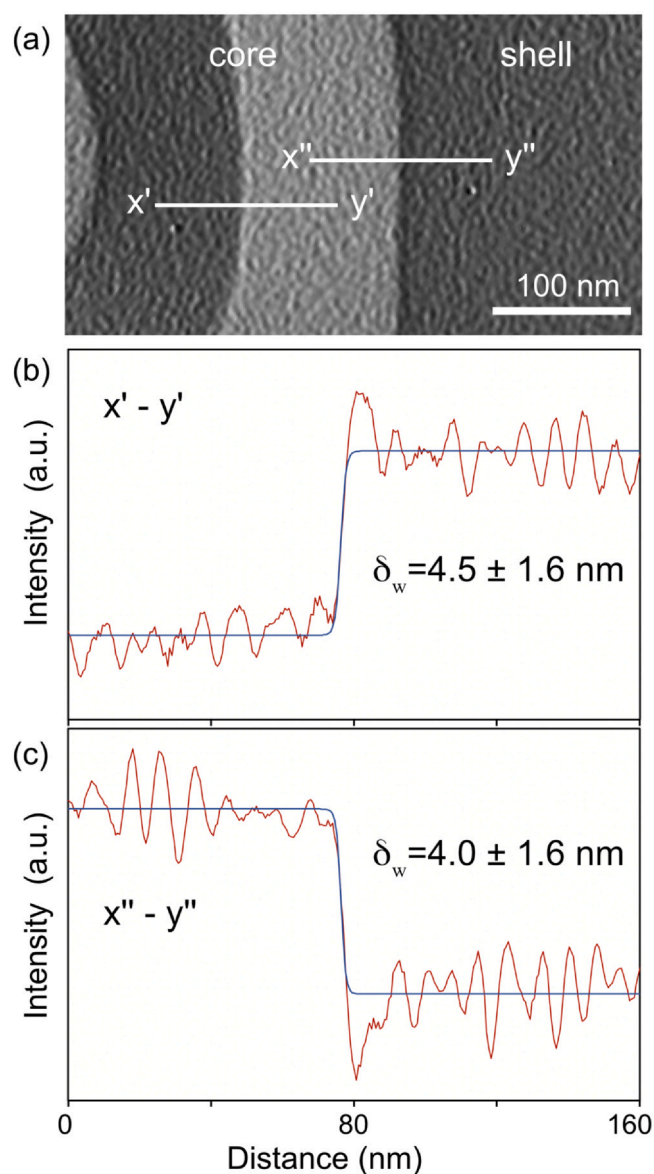 (a)
core shell
x" y"
x' y'
100 nm
(b)
x' - y'
Intensity (a.u.)
δw=4.5 ± 1.6 nm
(c)
δw=4.0 ± 1.6 nm
x" - y"
Intensity (a.u.)
0 80 160
Distance (nm)